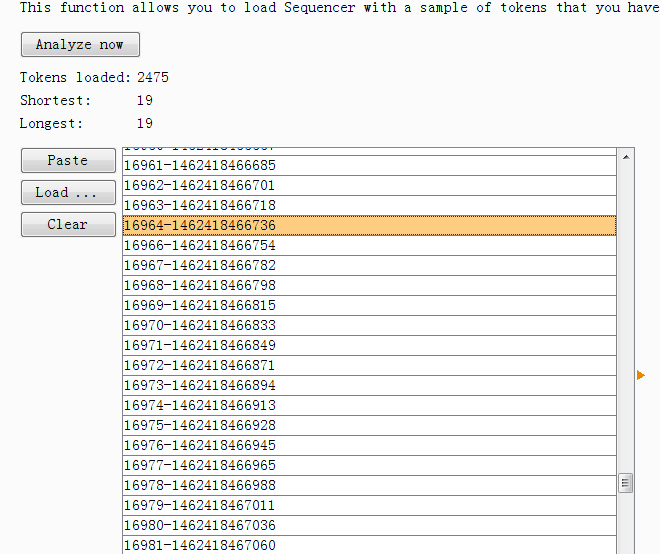 This function allows you to load Sequencer with a sample of tokens that you have
Analyze now
Tokens loaded: 2475
Shortest: 19
Longest: 19
Paste
Load ...
Clear
16961-1462418466685
16962-1462418466701
16963-1462418466718
16964-1462418466736
16966-1462418466754
16967-1462418466782
16968-1462418466798
16969-1462418466815
16970-1462418466833
16971-1462418466849
16972-1462418466871
16973-1462418466894
16974-1462418466913
16975-1462418466928
16976-1462418466945
16977-1462418466965
16978-1462418466988
16979-1462418467011
16980-1462418467036
16981-1462418467060